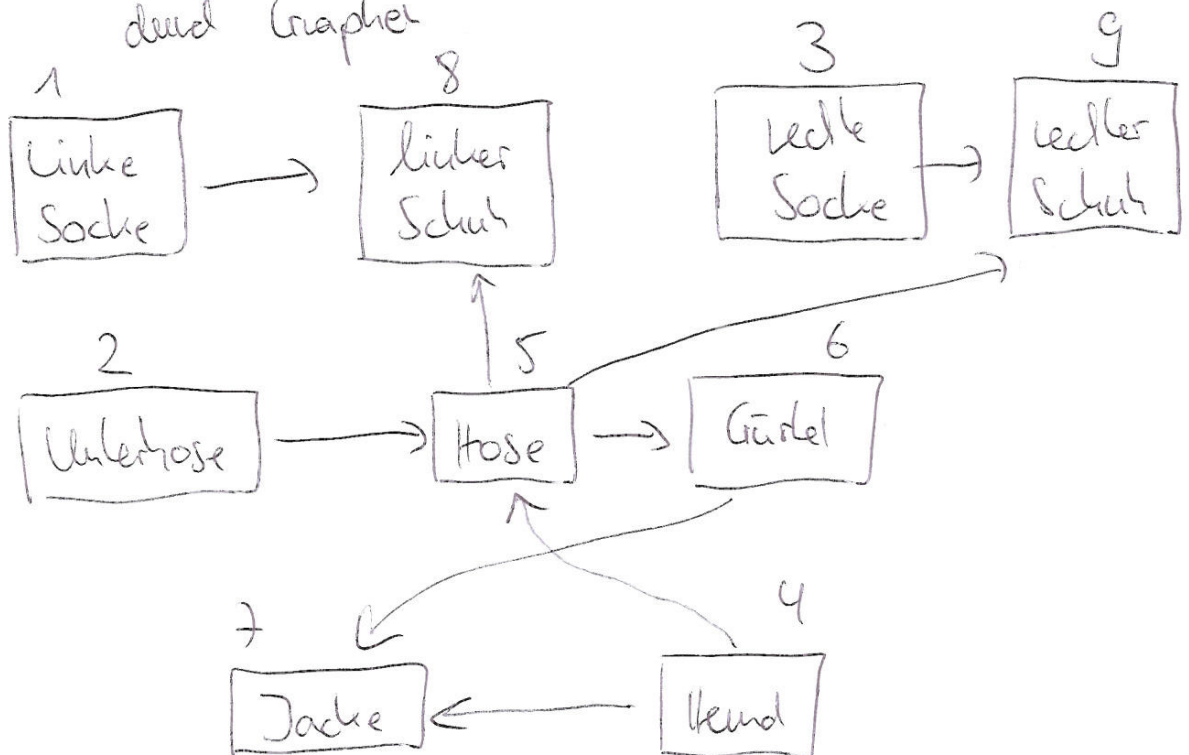 durch Graphen
1
8
3
9
Linke
Socke
linker
Schuh
rechte
Socke
rechter
Schuh
2
5
6
Unterhose
Hose
Gürtel
7
4
Jacke
Hemd